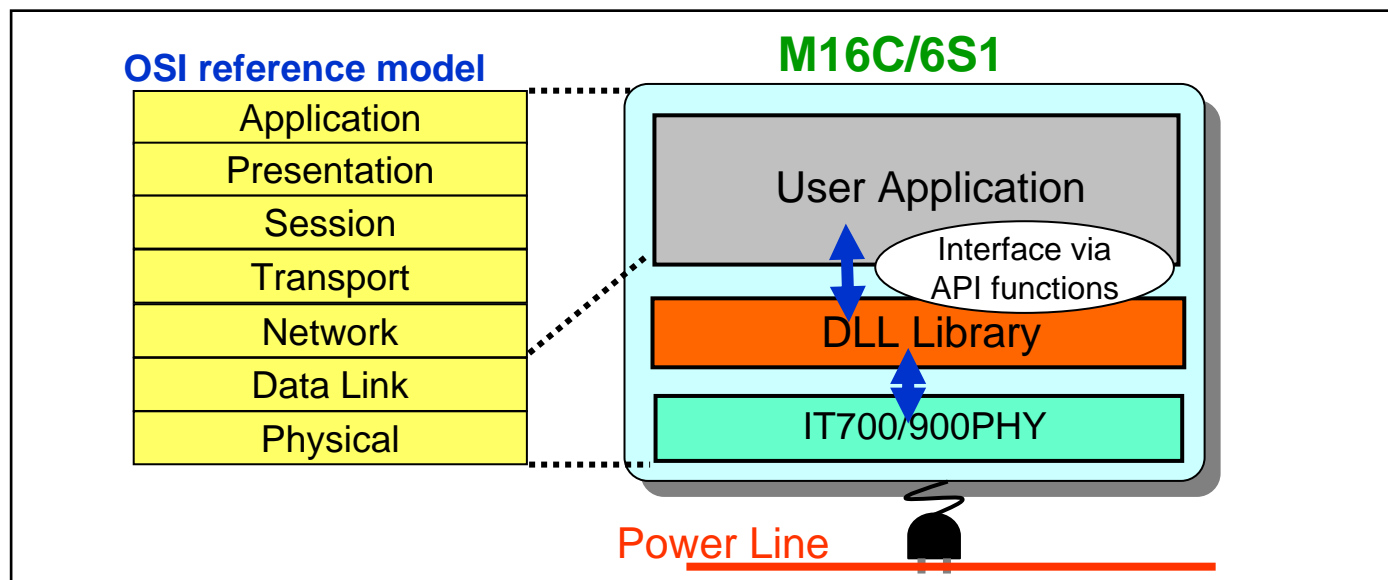 OSI reference model
Application
Presentation
Session
Transport
Network
Data Link
Physical
M16C/6S1
User Application
Interface via
API functions
DLL Library
IT700/900PHY
Power Line